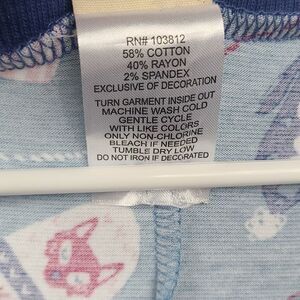 RN# 103812
58% COTTON
40% RAYON
2% SPANDEX
EXCLUSIVE OF DECORATION
TURN GARMENT INSIDE OUT
MACHINE WASH COLD
GENTLE CYCLE
WITH LIKE COLORS
ONLY NON-CHLORINE
BLEACH IF NEEDED
TUMBLE DRY LOW
DO NOT IRON IF DECORATED